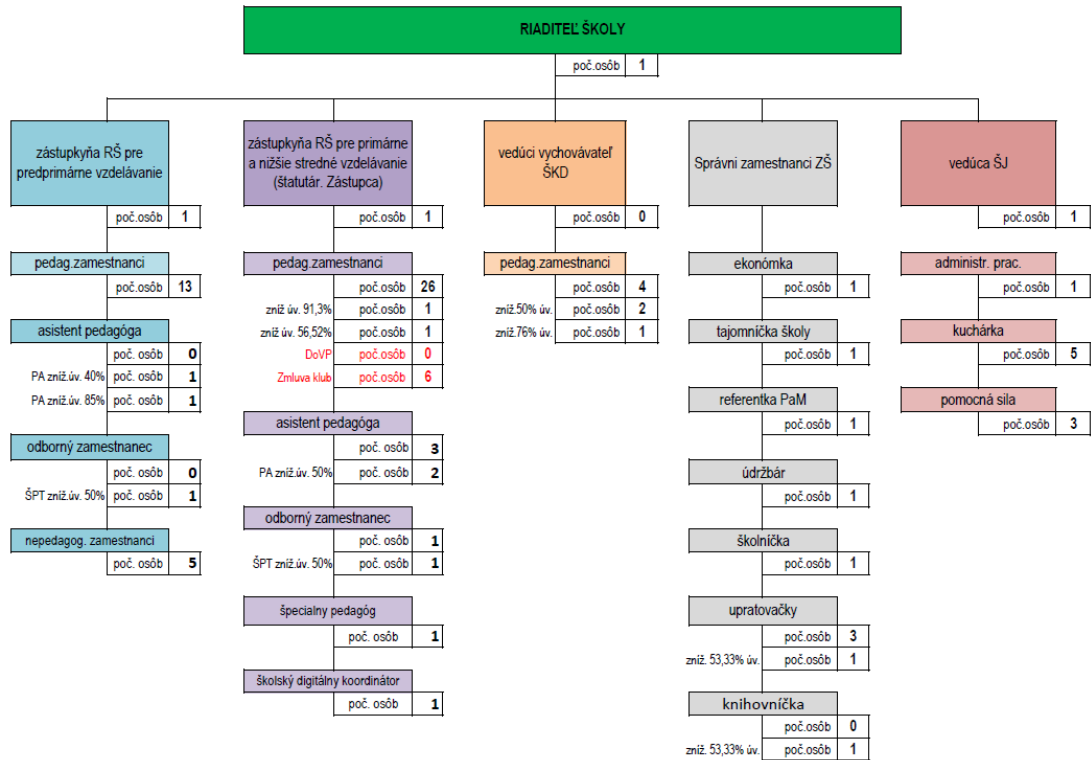 RIADITEĽ ŠKOLY
poč.osôb 1
zástupkyňa RŠ pre
predprimárne vzdelávanie
poč.osôb 1
pedag.zamestnanci
poč.osôb 13
asistent pedagóga
poč. osôb 0
PA zníž.úv. 40% poč. osôb 1
PA zníž.úv. 85% poč. osôb 1
odborný zamestnanec
poč. osôb 0
ŠPT zníž.úv. 50% poč. osôb 1
nepedagog. zamestnanci
poč. osôb 5
zástupkyňa RŠ pre primárne
a nižšie stredné vzdelávanie
(štatutár. Zástupca)
poč.osôb 1
pedag.zamestnanci
poč.osôb 26
zníž úv. 91,3% poč.osôb 1
zníž úv. 56,52% poč.osôb 1
DoVP poč.osôb 0
Zmluva klub poč.osôb 6
asistent pedagóga
poč. osôb 3
PA zníž.úv. 50% poč. osôb 2
odborný zamestnanec
poč. osôb 1
ŠPT zníž.úv. 50% poč. osôb 1
špecialny pedagóg
poč. osôb 1
školský digitálny koordinátor
poč. osôb 1
vedúci vychovávateľ
ŠKD
poč.osôb 0
pedag.zamestnanci
poč.osôb 4
zníž.50% úv. poč.osôb 2
zníž.76% úv. poč.osôb 1
Správni zamestnanci ZŠ
ekonómka
poč.osôb 1
tajomníčka školy
poč.osôb 1
referentka PaM
poč.osôb 1
údržbár
poč.osôb 1
školníčka
poč.osôb 1
upratovačky
poč.osôb 3
zníž. 53,33% úv. poč.osôb 1
knihovníčka
poč.osôb 0
zníž. 53,33% úv. poč.osôb 1
vedúca ŠJ
poč.osôb 1
administr. prac.
poč.osôb 1
kuchárka
poč.osôb 5
pomocná sila
poč.osôb 3